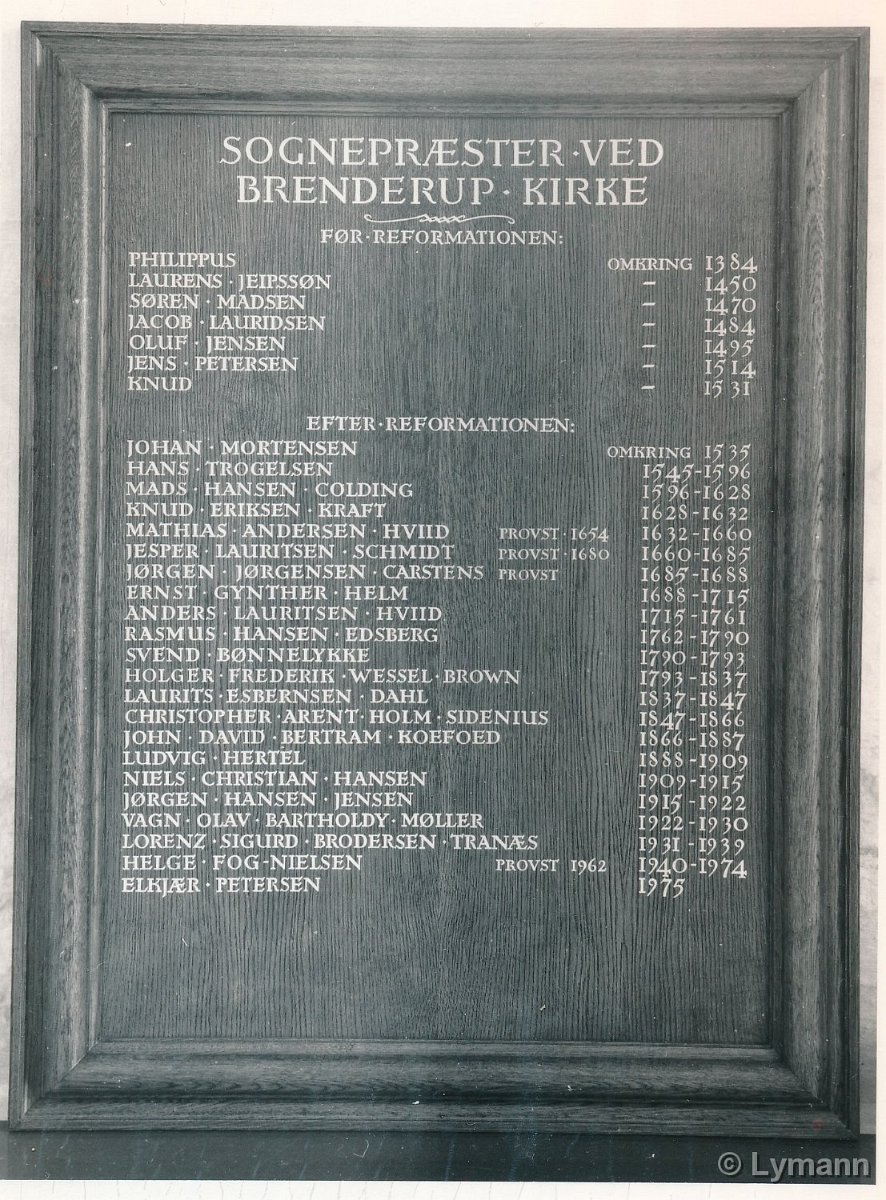 SOGNEPRÆSTER·VED
BRENDERUP·KIRKE
FØR·REFORMATIONEN:
PHILIPPUS OMKRING 1384
LAURENS·JEIPSSØN – 1450
SØREN·MADSEN – 1470
JACOB·LAURIDSEN – 1484
OLUF·JENSEN – 1495
JENS·PETERSEN – 1514
KNUD – 1531
EFTER·REFORMATIONEN:
JOHAN·MORTENSEN OMKRING 1535
HANS·TROGELSEN 1545-1596
MADS·HANSEN·COLDING 1596-1628
KNUD·ERIKSEN·KRAFT 1628-1632
MATHIAS·ANDERSEN·HVIID PROVST·1654 1632-1660
JESPER·LAURITSEN·SCHMIDT PROVST·1680 1660-1685
JØRGEN·JØRGENSEN·CARSTENS PROVST 1685-1688
ERNST·GYNTHER·HELM 1688-1715
ANDERS·LAURITSEN·HVIID 1715-1761
RASMUS·HANSEN·EDSBERG 1762-1790
SVEND·BØNNELYKKE 1790-1793
HOLGER·FREDERIK·WESSEL·BROWN 1793-1837
LAURITS·ESBERNSEN·DAHL 1837-1847
CHRISTOPHER·ARENT·HOLM·SIDENIUS 1847-1866
JOHN·DAVID·BERTRAM·KOEFOED 1866-1887
LUDVIG·HERTEL 1888-1909
NIELS·CHRISTIAN·HANSEN 1909-1915
JØRGEN·HANSEN·JENSEN 1915-1922
VAGN·OLAV·BARTHOLDY·MØLLER 1922-1930
LORENZ·SIGURD·BRODERSEN·TRANÆS 1931-1939
HELGE·FOG-NIELSEN PROVST 1962 1940-1974
ELKJÆR·PETERSEN 1975
© Lymann